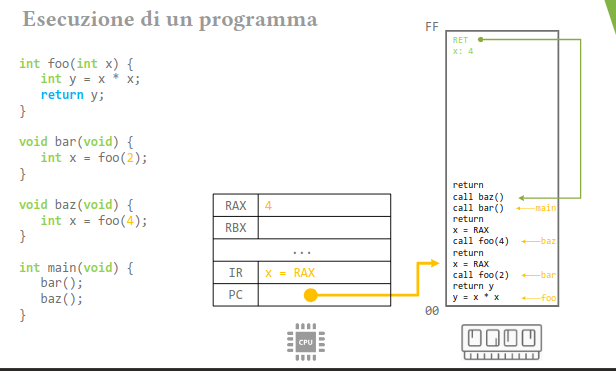 Esecuzione di un programma
int foo(int x) {
int y = x * x;
return y;
}
void bar(void) {
int x = foo(2);
}
void baz(void) {
int x = foo(4);
}
int main(void) {
bar();
baz();
}
RAX 4
RBX
...
IR x = RAX
PC
CPU
FF
RET
x: 4
return
call baz()
call bar() main
return
x = RAX
call foo(4) baz
return
x = RAX
call foo(2) bar
return y
y = x * x foo
00